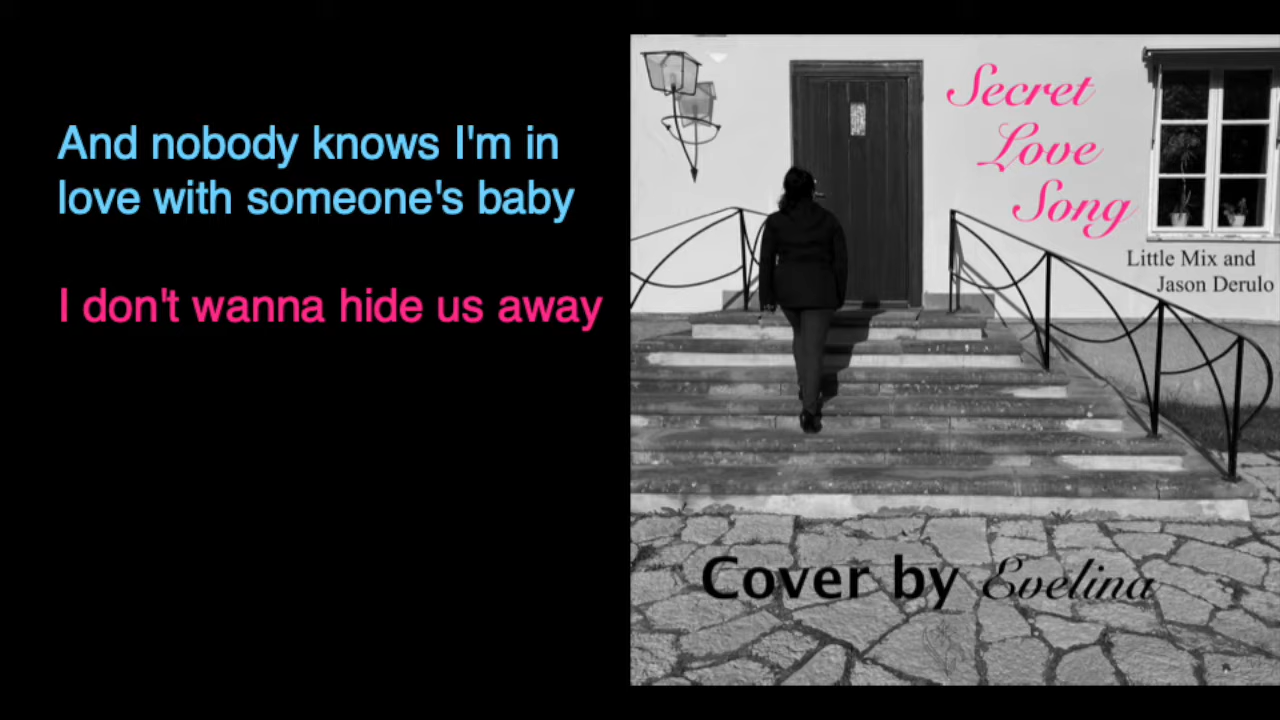 And nobody knows I'm in
love with someone's baby
I don't wanna hide us away
Secret
Love
Song
Little Mix and
Jason Derulo
Cover by Evelina